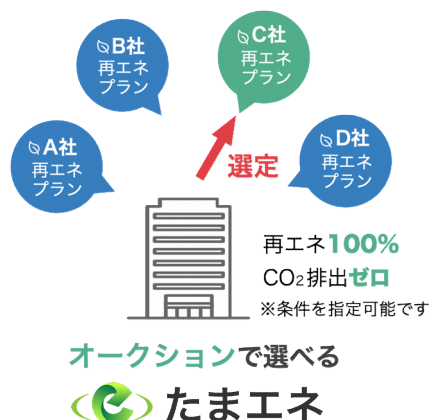 B社
再エネ
プラン
C社
再エネ
プラン
A社
再エネ
プラン
D社
再エネ
プラン
選定
再エネ100%
CO₂排出ゼロ
※条件を指定可能です
オークションで選べる
たまエネ